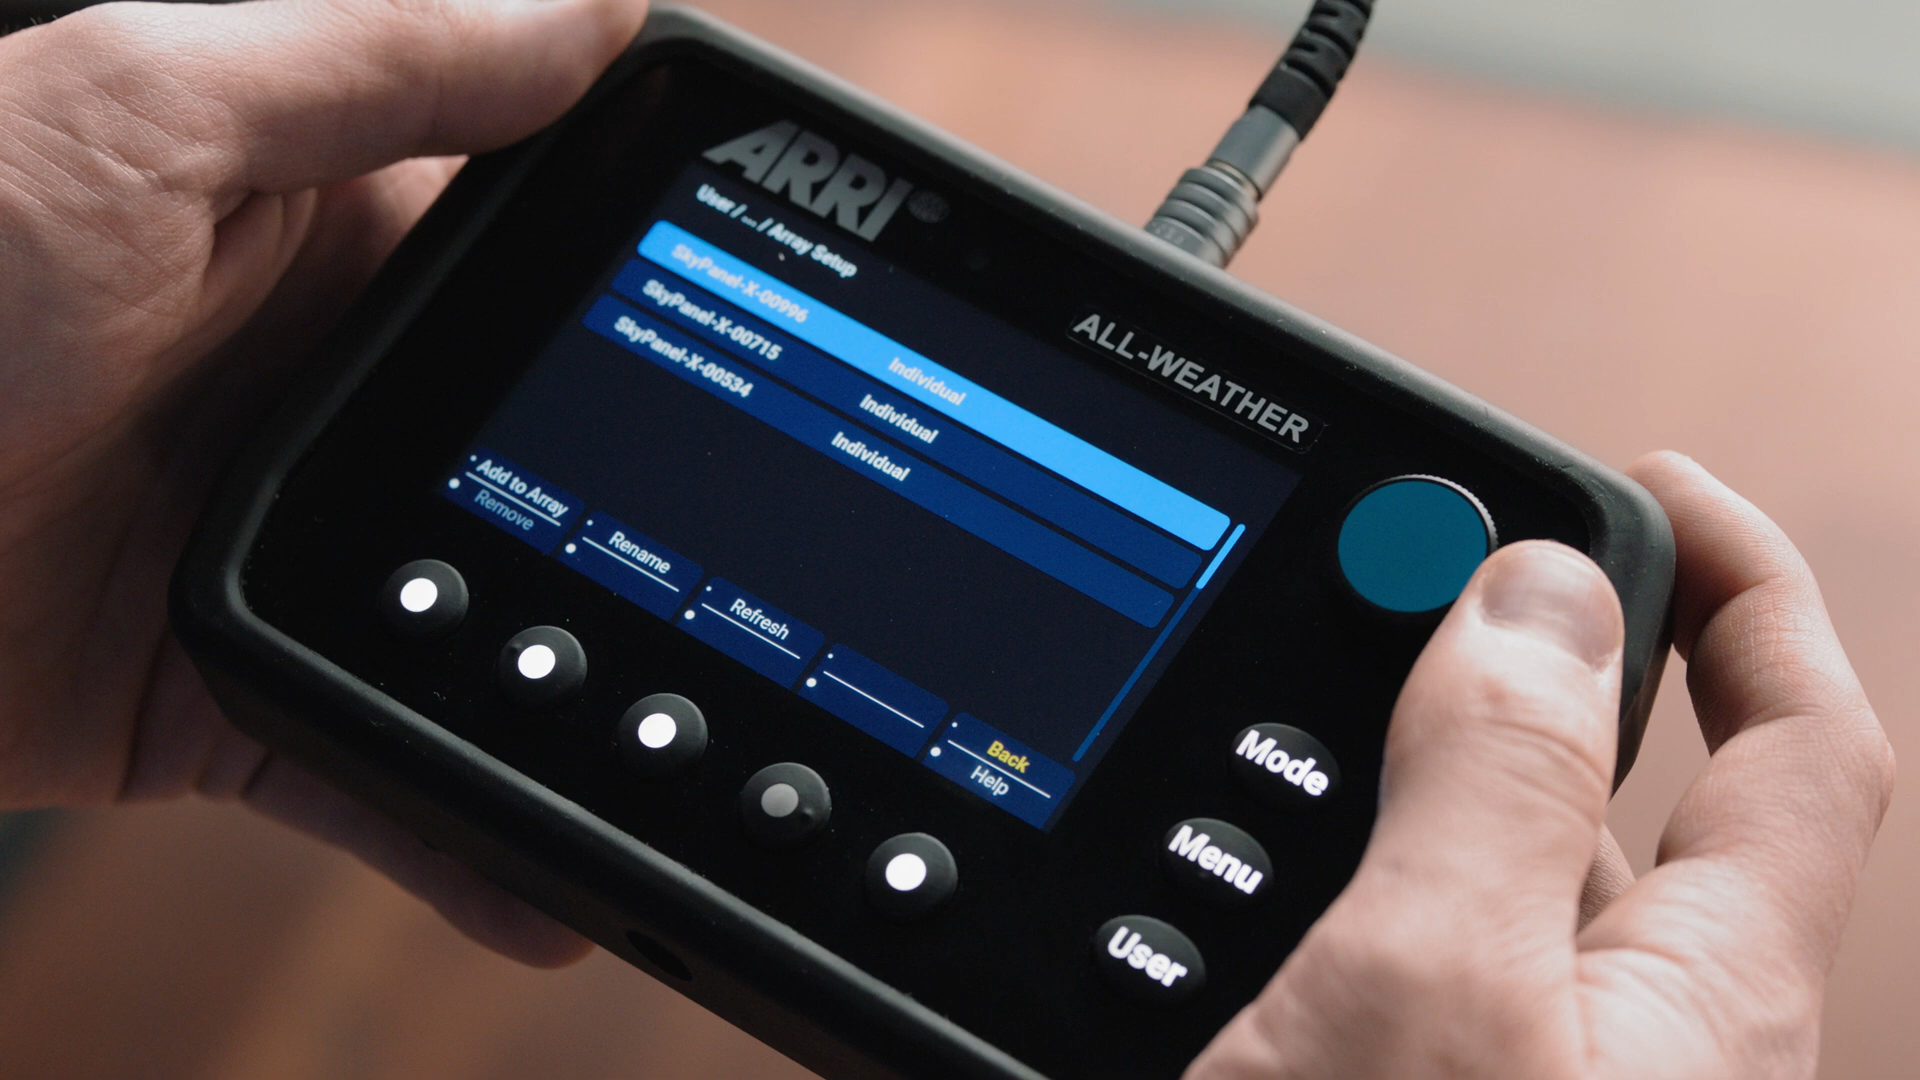 ARRI
User / ... / Array Setup
SkyPanel-X-00996 Individual
SkyPanel-X-00715 Individual
SkyPanel-X-00534 Individual
ALL-WEATHER
Add to Array
Remove
Rename
Refresh
Back
Help
Mode
Menu
User